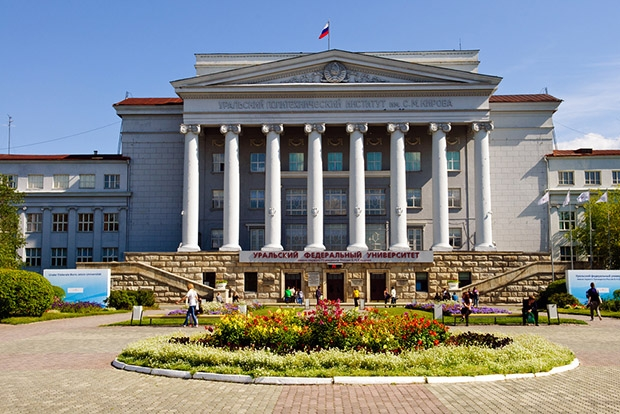 УРАЛЬСКИЙ ПОЛИТЕХНИЧЕСКИЙ ИНСТИТУТ им. С.М.КИРОВА
УРАЛЬСКИЙ ФЕДЕРАЛЬНЫЙ УНИВЕРСИТЕТ